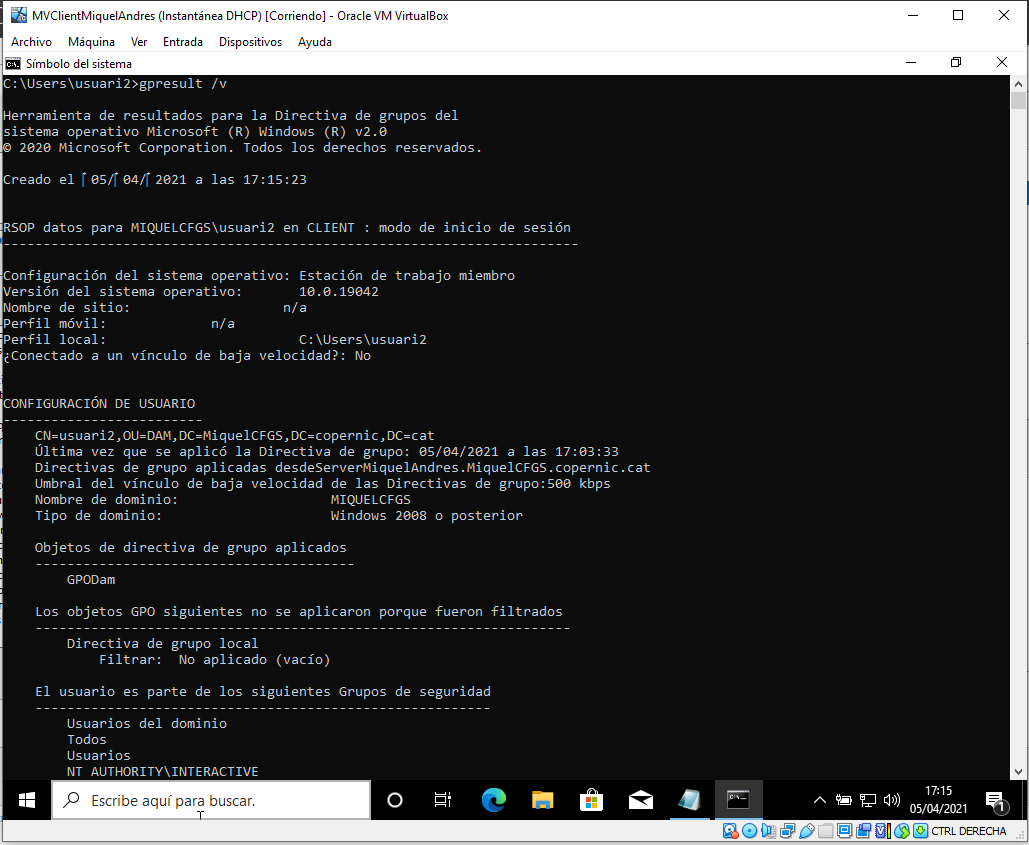 MVClientMiquelAndres (Instantánea DHCP) [Corriendo] - Oracle VM VirtualBox
Archivo Máquina Ver Entrada Dispositivos Ayuda
Símbolo del sistema
C:\Users\usuari2>gpresult /v
Herramienta de resultados para la Directiva de grupos del
sistema operativo Microsoft (R) Windows (R) v2.0
© 2020 Microsoft Corporation. Todos los derechos reservados.
Creado el 05/ 04/ 2021 a las 17:15:23
RSOP datos para MIQUELCFGS\usuari2 en CLIENT : modo de inicio de sesión
------------------------------------------------------------------------
Configuración del sistema operativo: Estación de trabajo miembro
Versión del sistema operativo: 10.0.19042
Nombre de sitio: n/a
Perfil móvil: n/a
Perfil local: C:\Users\usuari2
¿Conectado a un vínculo de baja velocidad?: No
CONFIGURACIÓN DE USUARIO
-------------------------
CN=usuari2,OU=DAM,DC=MiquelCFGS,DC=copernic,DC=cat
Última vez que se aplicó la Directiva de grupo: 05/04/2021 a las 17:03:33
Directivas de grupo aplicadas desdeServerMiquelAndres.MiquelCFGS.copernic.cat
Umbral del vínculo de baja velocidad de las Directivas de grupo:500 kbps
Nombre de dominio: MIQUELCFGS
Tipo de dominio: Windows 2008 o posterior
Objetos de directiva de grupo aplicados
----------------------------------------
GPODam
Los objetos GPO siguientes no se aplicaron porque fueron filtrados
-------------------------------------------------------------------
Directiva de grupo local
Filtrar: No aplicado (vacío)
El usuario es parte de los siguientes Grupos de seguridad
---------------------------------------------------------
Usuarios del dominio
Todos
Usuarios
NT AUTHORITY\INTERACTIVE
Escribe aquí para buscar.
17:15
05/04/2021
1
CTRL DERECHA